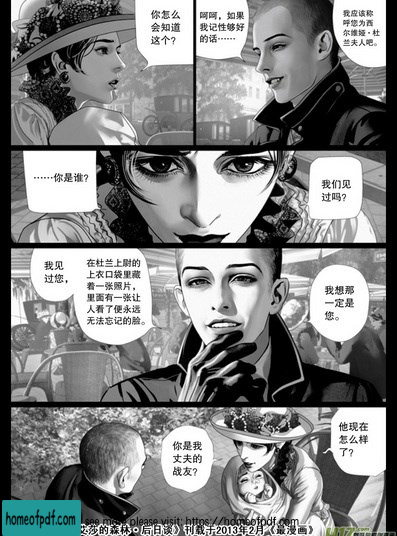 你怎么
会知道
这个？
呵呵，如果
我记性够好
的话……
我应该称
呼您为西
尔维娅·杜
兰夫人吧。
……你是谁？
我们见
过吗？
我见
过您，
在杜兰上尉的
上衣口袋里藏
着一张照片，
里面有一张让
人看了便永远
无法忘记的脸。
我想那
一定是
您。
你是我
丈夫的
战友？
他现在
怎么样
了？
莎的森林·后日谈》刊载于2013年2月《最漫画》
homeofpdf.com
https://www.homeofpdf.com